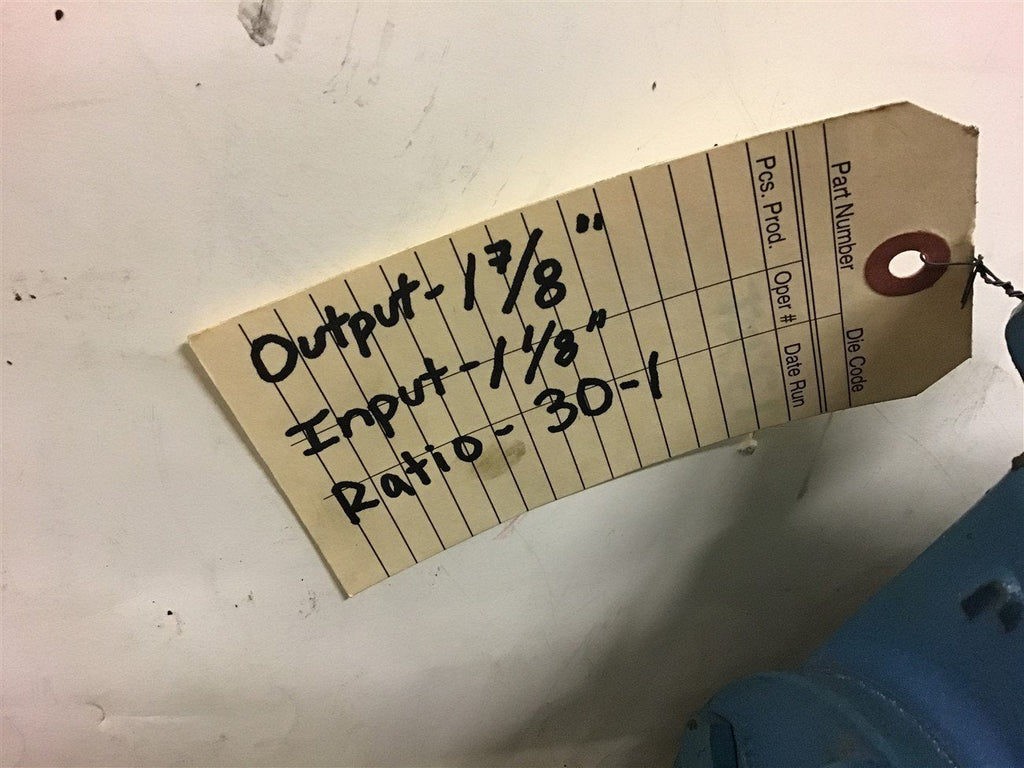 Output- 1 7/8"
Input- 1 1/8"
Ratio- 30-1
Part Number Die Code
Pcs. Prod. Oper # Date Run